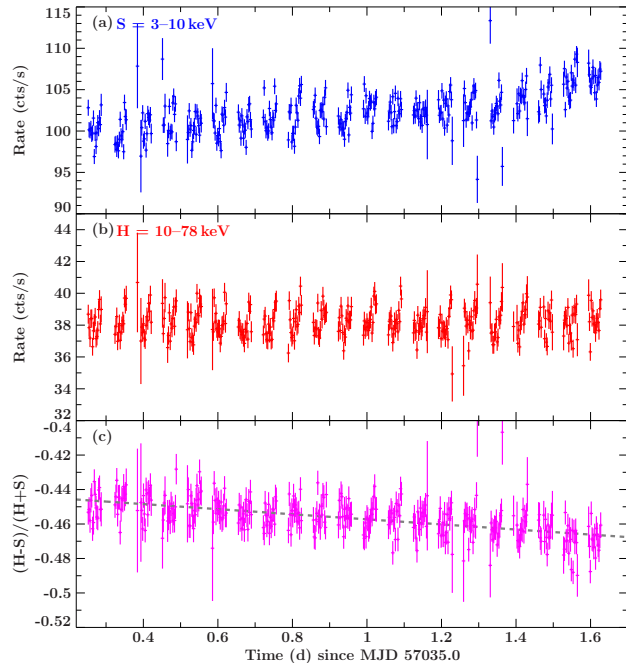 115
110
105
100
95
90
Rate (cts/s)
(a) S = 3–10 keV
44
42
40
38
36
34
32
Rate (cts/s)
(b) H = 10–78 keV
-0.4
-0.42
-0.44
-0.46
-0.48
-0.5
-0.52
(H-S)/(H+S)
(c)
0.4 0.6 0.8 1 1.2 1.4 1.6
Time (d) since MJD 57035.0